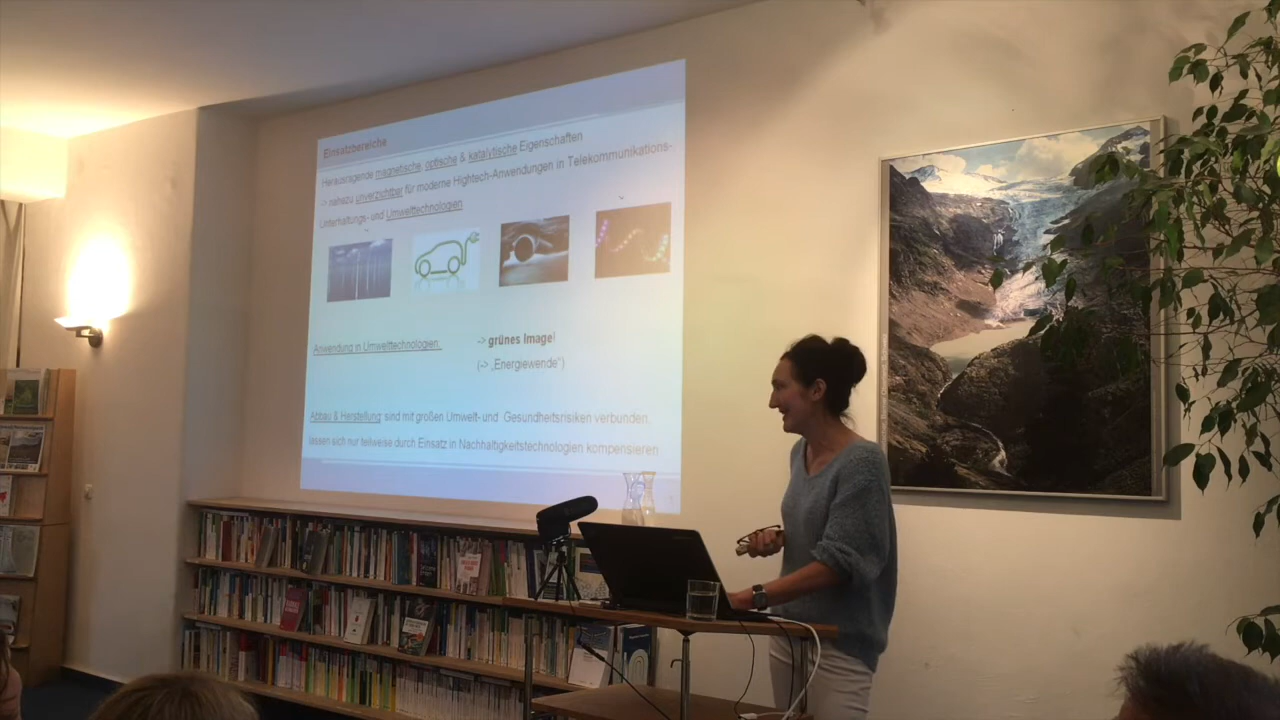 Einsatzbereiche
Herausragende magnetische, optische & katalytische Eigenschaften
-> nahezu unverzichtbar für moderne Hightech-Anwendungen in Telekommunikations-,
Unterhaltungs- und Umwelttechnologien
Anwendung in Umwelttechnologien, -> grünes Image!
(-> „Energiewende“)
Abbau & Herstellung: sind mit großen Umwelt- und Gesundheitsrisiken verbunden,
lassen sich nur teilweise durch Einsatz in Nachhaltigkeitstechnologien kompensieren